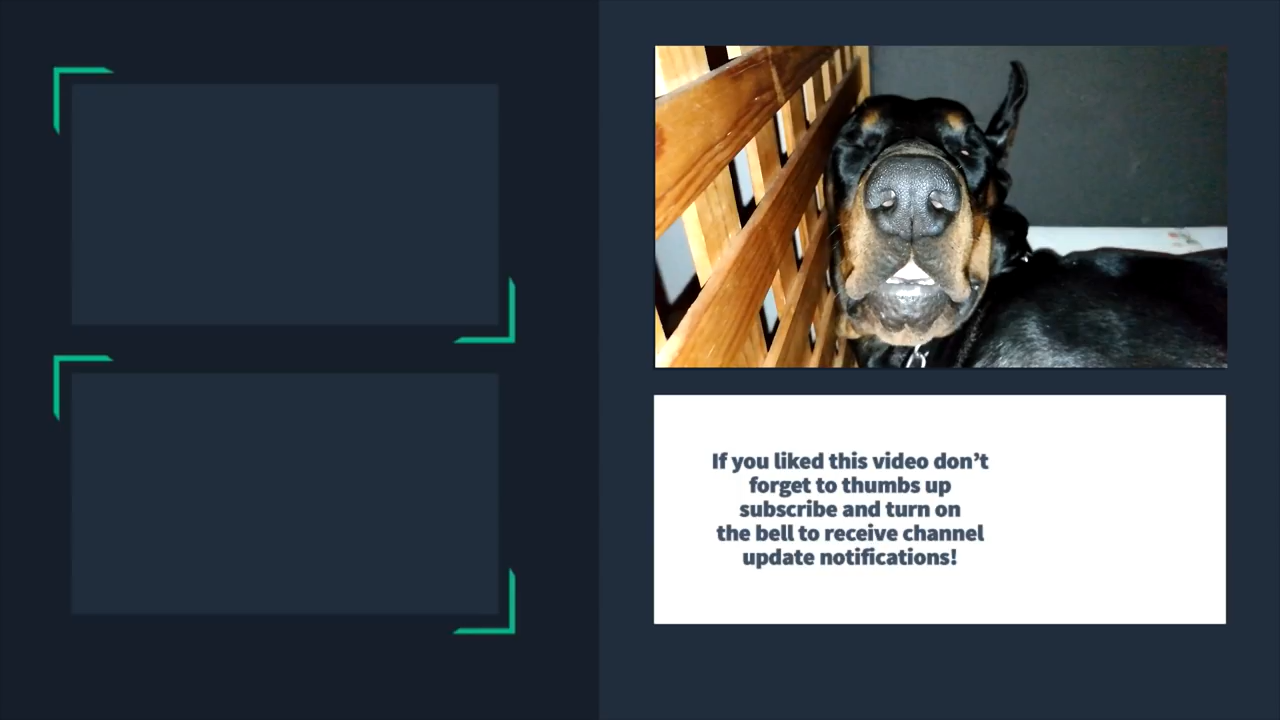 If you liked this video don’t
forget to thumbs up
subscribe and turn on
the bell to receive channel
update notifications!